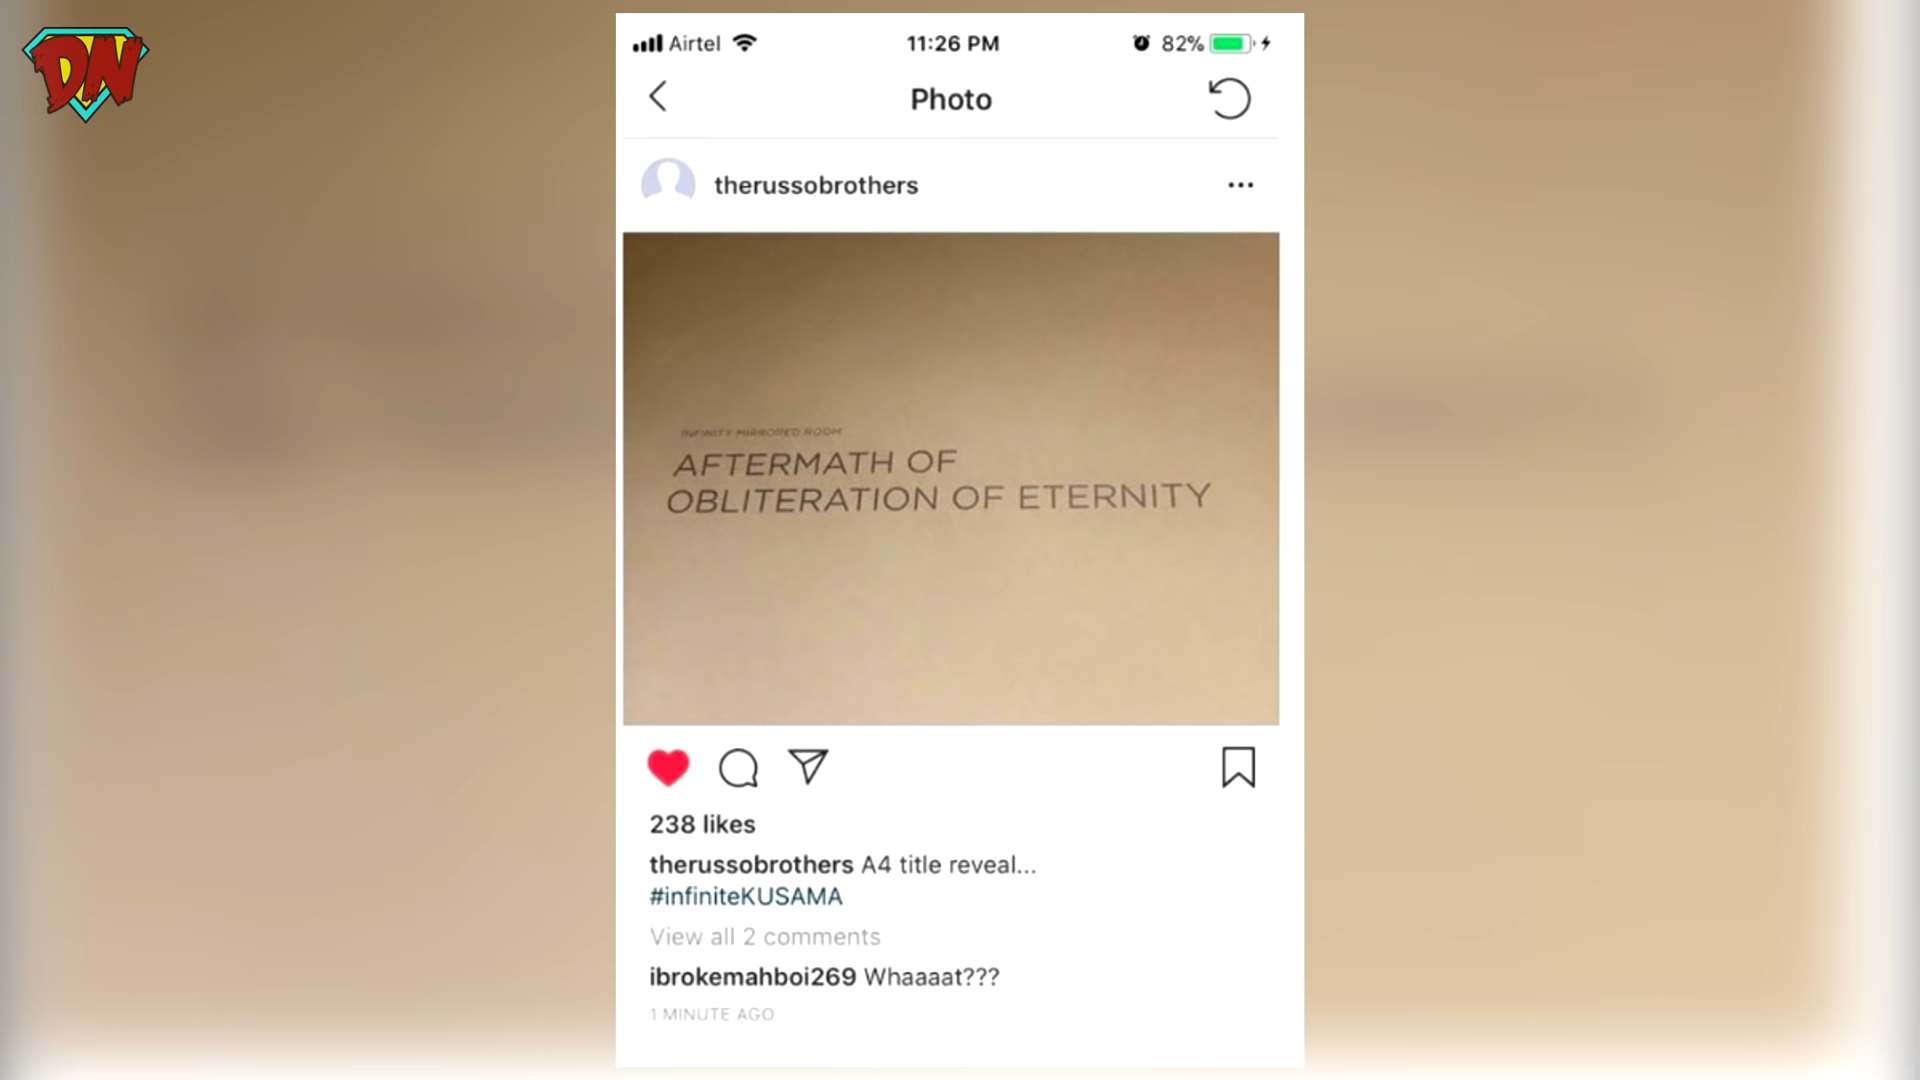 DN
Airtel
11:26 PM
82%
Photo
therussobrothers
INFINITY MIRRORED ROOM
AFTERMATH OF
OBLITERATION OF ETERNITY
238 likes
therussobrothers A4 title reveal...
#infiniteKUSAMA
View all 2 comments
ibrokemahboi269 Whaaaat???
1 MINUTE AGO